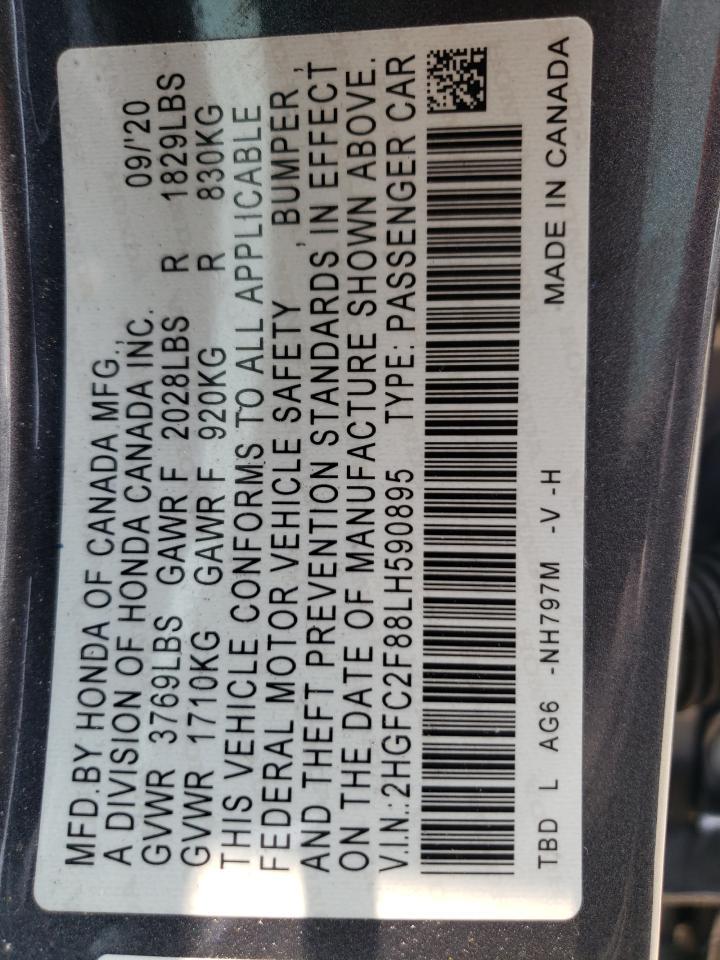 MFD.BY HONDA OF CANADA MFG.,
A DIVISION OF HONDA CANADA INC. 09/'20
GVWR 3769LBS GAWR F 2028LBS R 1829LBS
GVWR 1710KG GAWR F 920KG R 830KG
THIS VEHICLE CONFORMS TO ALL APPLICABLE
FEDERAL MOTOR VEHICLE SAFETY , BUMPER ,
AND THEFT PREVENTION STANDARDS IN EFFECT
ON THE DATE OF MANUFACTURE SHOWN ABOVE.
V.I.N.:2HGFC2F88LH590895 TYPE: PASSENGER CAR
TBD L AG6 -NH797M -V -H MADE IN CANADA